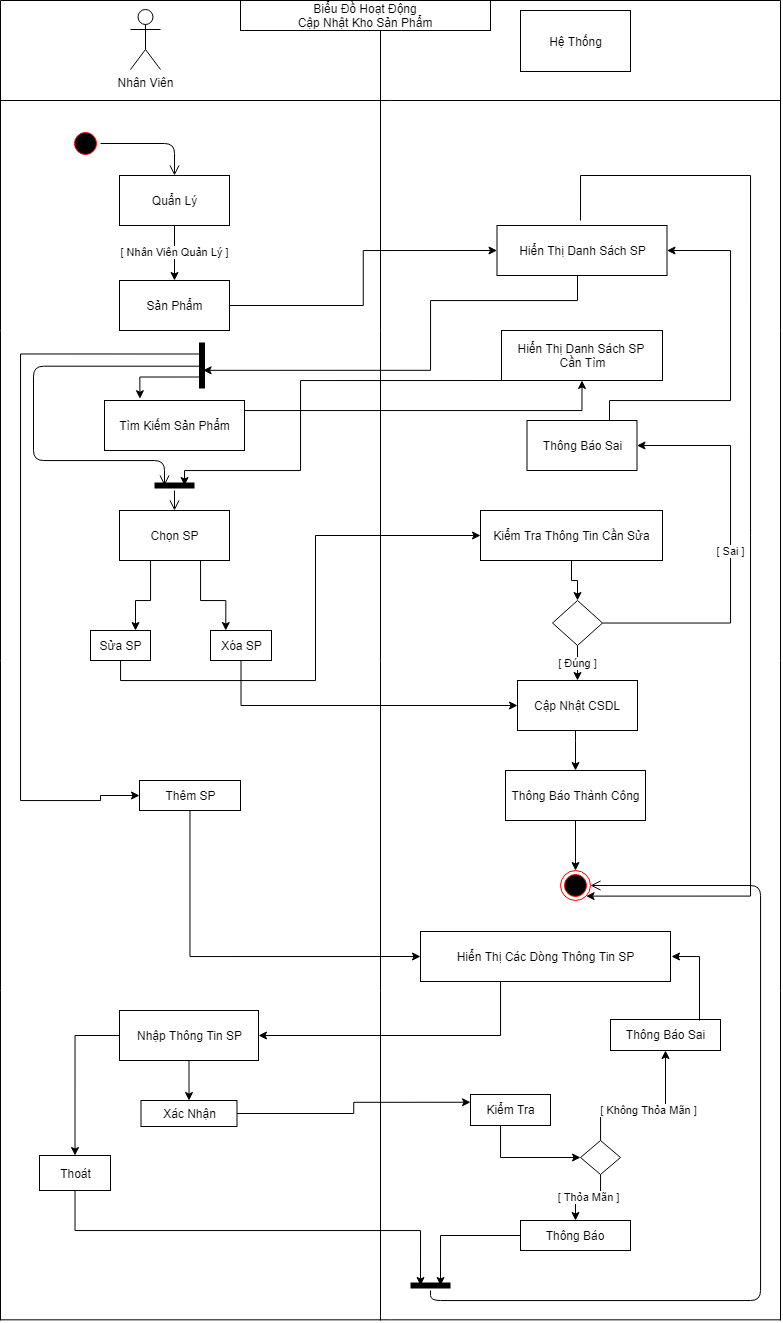 Biểu Đồ Hoạt Động
Cập Nhật Kho Sản Phẩm
Nhân Viên
Hệ Thống
Quẩn Lý
[ Nhân Viên Quản Lý ]
Sản Phẩm
Hiển Thị Danh Sách SP
Hiển Thị Danh Sách SP
Cần Tìm
Tìm Kiếm Sản Phẩm
Thông Báo Sai
Chọn SP
Kiểm Tra Thông Tin Cần Sửa
[ Sai ]
Sửa SP
Xóa SP
[ Đúng ]
Cập Nhật CSDL
Thêm SP
Thông Báo Thành Công
Hiển Thị Các Dòng Thông Tin SP
Nhập Thông Tin SP
Thông Báo Sai
Xác Nhận
Kiểm Tra
[ Không Thỏa Mãn ]
Thoát
[ Thỏa Mãn ]
Thông Báo